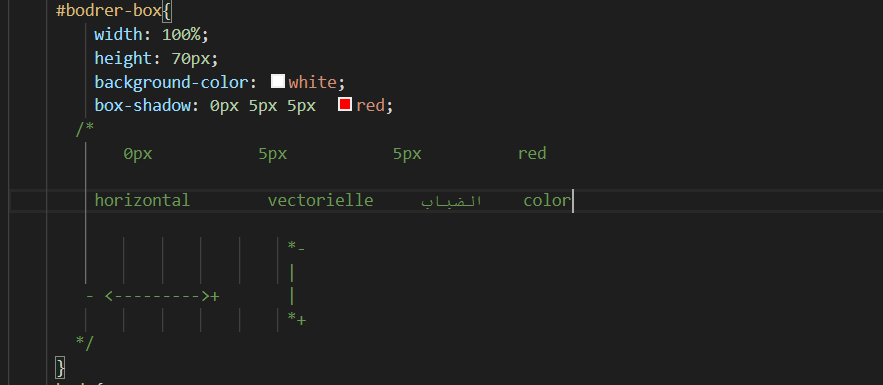 #bodrer-box{
width: 100%;
height: 70px;
background-color: white;
box-shadow: 0px 5px 5px red;
/*
0px 5px 5px red
horizontal vectorielle الضباب color
*-
|
- <--------->+ |
*+
*/
}